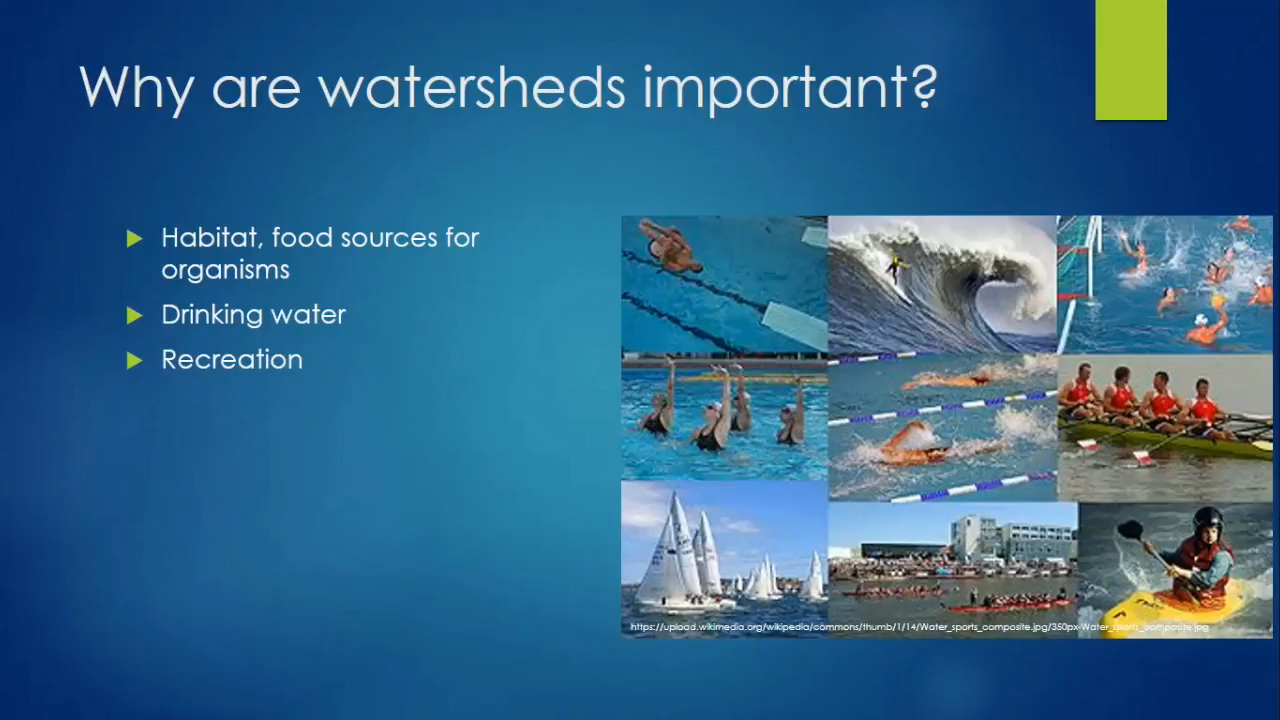 Why are watersheds important?
Habitat, food sources for
organisms
Drinking water
Recreation
https://upload.wikimedia.org/wikipedia/commons/thumb/1/14/Water_sports_composite.jpg/350px-Water_sports_composite.jpg